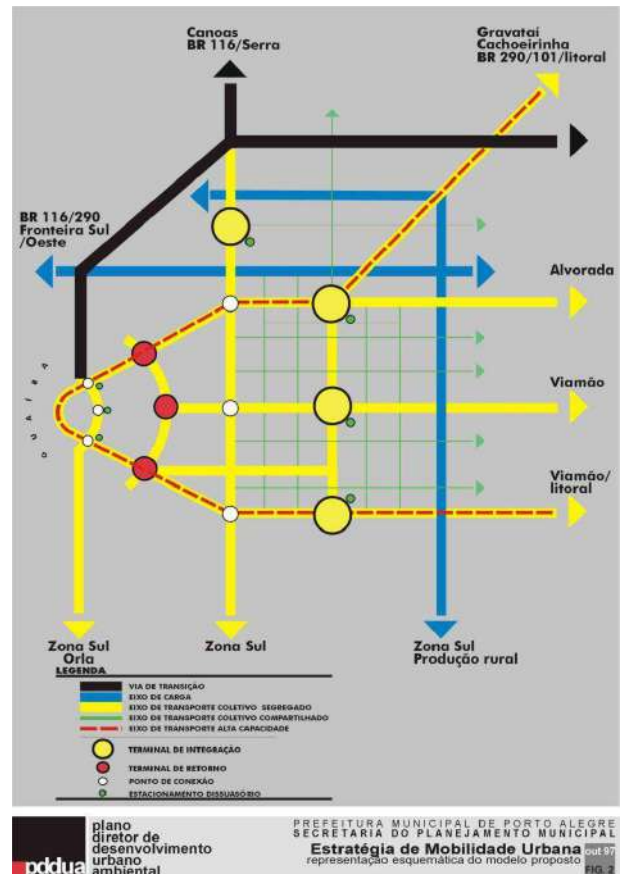 Canoas
BR 116/Serra
Gravataí
Cachoeirinha
BR 290/101/litoral
BR 116/290
Fronteira Sul
/Oeste
Alvorada
GUAÍBA
Viamão
Viamão/
litoral
Zona Sul
Orla
Zona Sul
Zona Sul
Produção rural
LEGENDA
VIA DE TRANSIÇÃO
EIXO DE CARGA
EIXO DE TRANSPORTE COLETIVO SEGREGADO
EIXO DE TRANSPORTE COLETIVO COMPARTILHADO
EIXO DE TRANSPORTE ALTA CAPACIDADE
TERMINAL DE INTEGRAÇÃO
TERMINAL DE RETORNO
PONTO DE CONEXÃO
ESTACIONAMENTO DISSUASÓRIO
pddua
plano
diretor de
desenvolvimento
urbano
ambiental
PREFEITURA MUNICIPAL DE PORTO ALEGRE
SECRETARIA DO PLANEJAMENTO MUNICIPAL
Estratégia de Mobilidade Urbana
representação esquemática do modelo proposto
out 97
FIG. 2